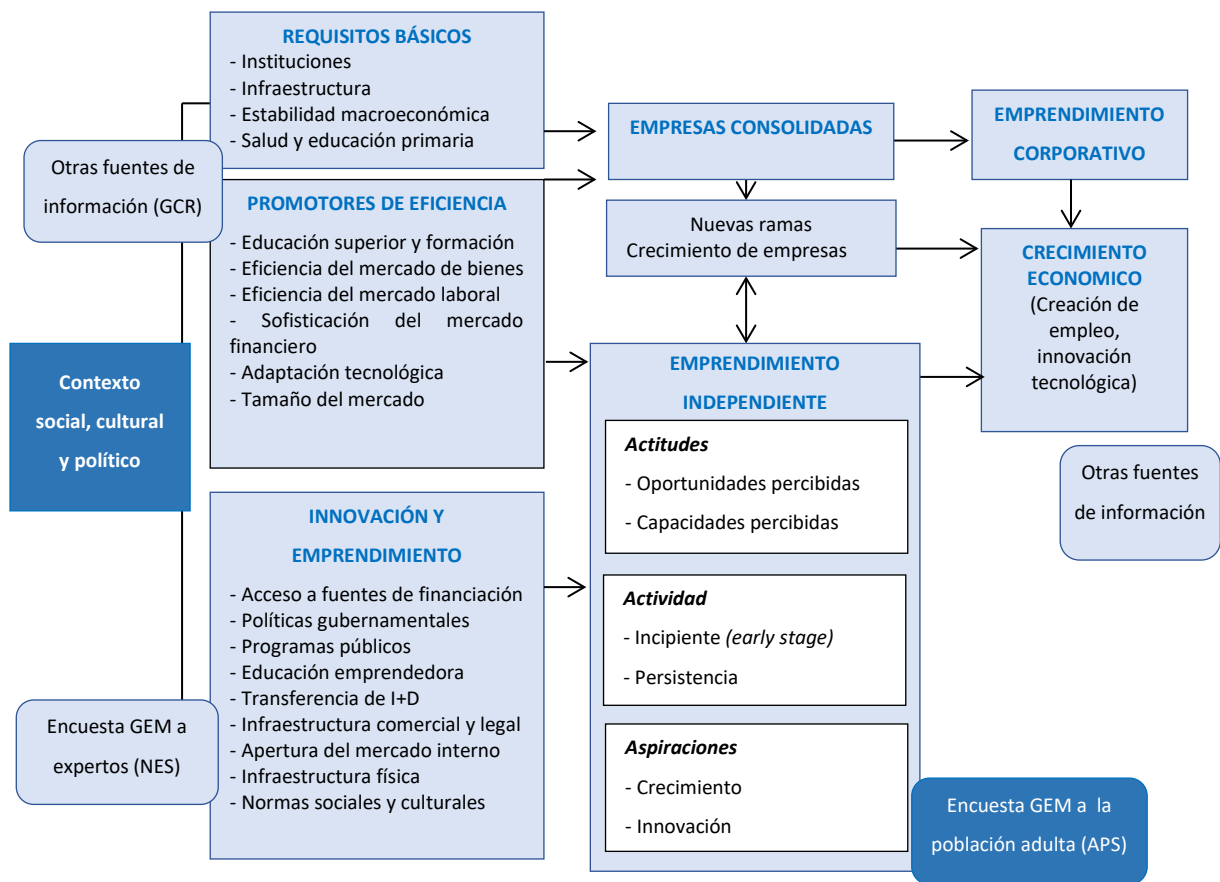 REQUISITOS BÁSICOS
- Instituciones
- Infraestructura
- Estabilidad macroeconómica
- Salud y educación primaria
Otras fuentes de
información (GCR)
PROMOTORES DE EFICIENCIA
- Educación superior y formación
- Eficiencia del mercado de bienes
- Eficiencia del mercado laboral
- Sofisticación del mercado
financiero
- Adaptación tecnológica
- Tamaño del mercado
Contexto
social, cultural
y político
INNOVACIÓN Y
EMPRENDIMIENTO
- Acceso a fuentes de financiación
- Políticas gubernamentales
- Programas públicos
- Educación emprendedora
- Transferencia de I+D
- Infraestructura comercial y legal
- Apertura del mercado interno
- Infraestructura física
- Normas sociales y culturales
Encuesta GEM a
expertos (NES)
EMPRESAS CONSOLIDADAS
Nuevas ramas
Crecimiento de empresas
EMPRENDIMIENTO
INDEPENDIENTE
Actitudes
- Oportunidades percibidas
- Capacidades percibidas
Actividad
- Incipiente (early stage)
- Persistencia
Aspiraciones
- Crecimiento
- Innovación
EMPRENDIMIENTO
CORPORATIVO
CRECIMIENTO
ECONOMICO
(Creación de
empleo,
innovación
tecnológica)
Otras fuentes
de información
Encuesta GEM a la
población adulta (APS)